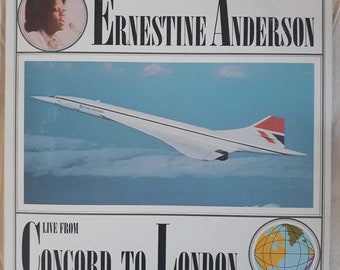 ERNESTINE ANDERSON
LIVE FROM
CONCORD TO LONDON